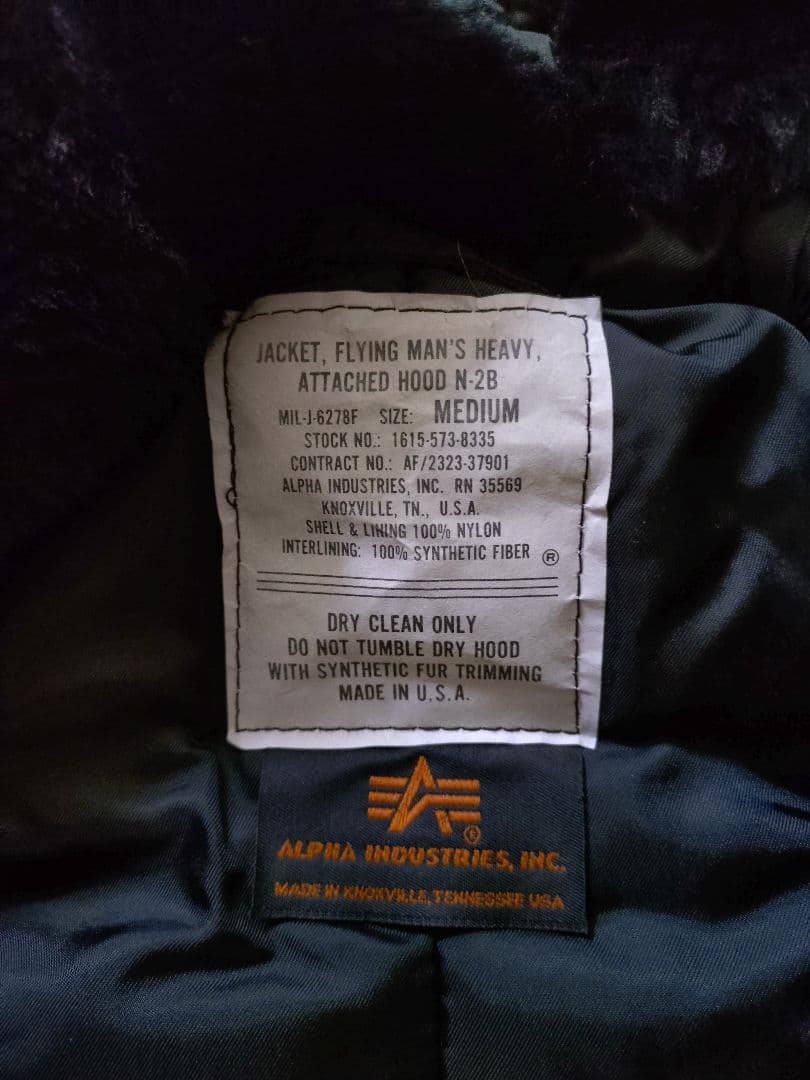 JACKET, FLYING MAN'S HEAVY,
ATTACHED HOOD N-2B
MIL-J-6278F SIZE: MEDIUM
STOCK NO.: 1615-573-8335
CONTRACT NO.: AF/2323-37901
ALPHA INDUSTRIES, INC. RN 35569
KNOXVILLE, TN., U.S.A.
SHELL & LINING 100% NYLON
INTERLINING: 100% SYNTHETIC FIBER ®
DRY CLEAN ONLY
DO NOT TUMBLE DRY HOOD
WITH SYNTHETIC FUR TRIMMING
MADE IN U.S.A.
®
ALPHA INDUSTRIES, INC.
MADE IN KNOXVILLE, TENNESSEE USA